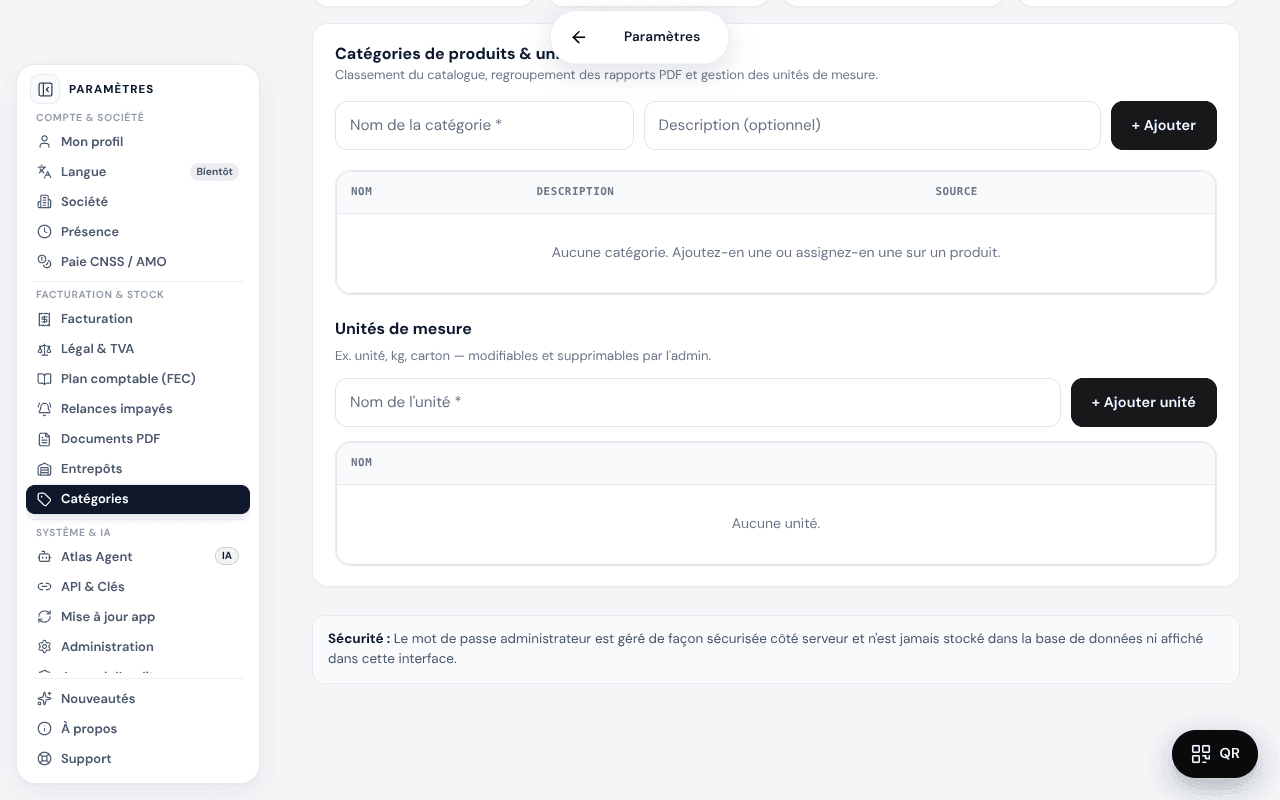 Paramètres
PARAMÈTRES
COMPTE & SOCIÉTÉ
Mon profil
Langue
Bientôt
Société
Présence
Paie CNSS / AMO
FACTURATION & STOCK
Facturation
Légal & TVA
Plan comptable (FEC)
Relances impayés
Documents PDF
Entrepôts
Catégories
SYSTÈME & IA
Atlas Agent
IA
API & Clés
Mise à jour app
Administration
Nouveautés
À propos
Support
Catégories de produits &
Classement du catalogue, regroupement des rapports PDF et gestion des unités de mesure.
Nom de la catégorie *
Description (optionnel)
+ Ajouter
NOM
DESCRIPTION
SOURCE
Aucune catégorie. Ajoutez-en une ou assignez-en une sur un produit.
Unités de mesure
Ex. unité, kg, carton — modifiables et supprimables par l'admin.
Nom de l'unité *
+ Ajouter unité
NOM
Aucune unité.
Sécurité : Le mot de passe administrateur est géré de façon sécurisée côté serveur et n'est jamais stocké dans la base de données ni affiché
dans cette interface.
QR